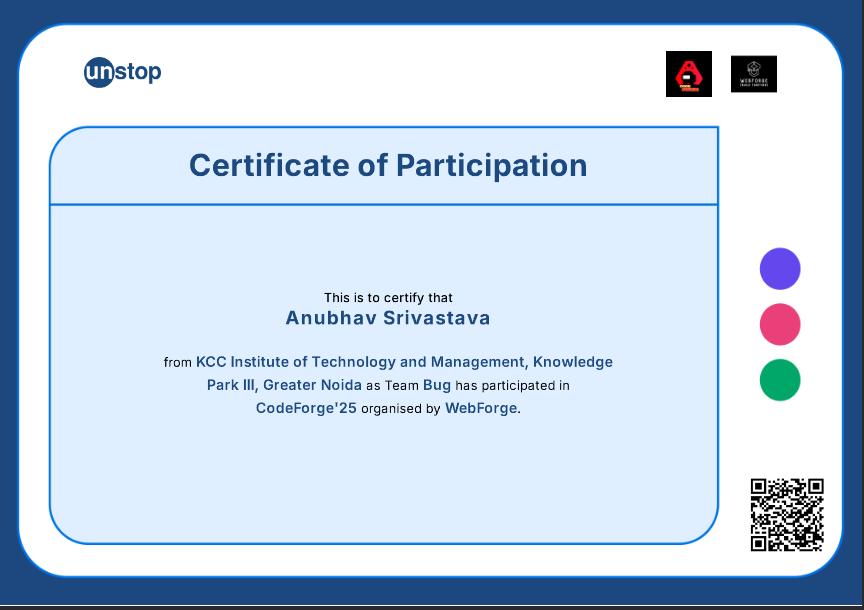 unstop
WEBFORGE
Certificate of Participation
This is to certify that
Anubhav Srivastava
from KCC Institute of Technology and Management, Knowledge
Park III, Greater Noida as Team Bug has participated in
CodeForge'25 organised by WebForge.